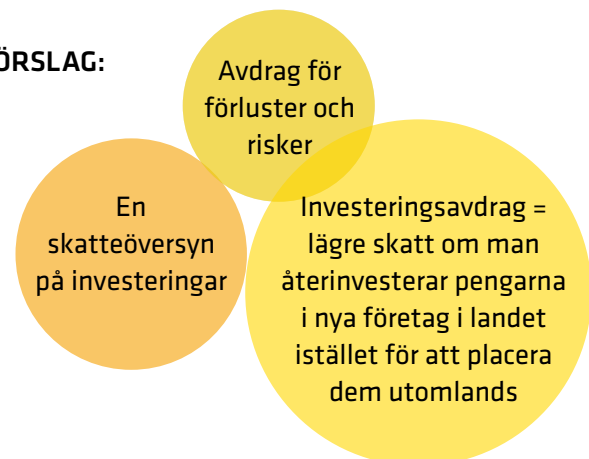 ÖRSLAG:
Avdrag för
förluster och
risker
En
skatteöversyn
på investeringar
Investeringsavdrag =
lägre skatt om man
återinvesterar pengarna
i nya företag i landet
istället för att placera
dem utomlands